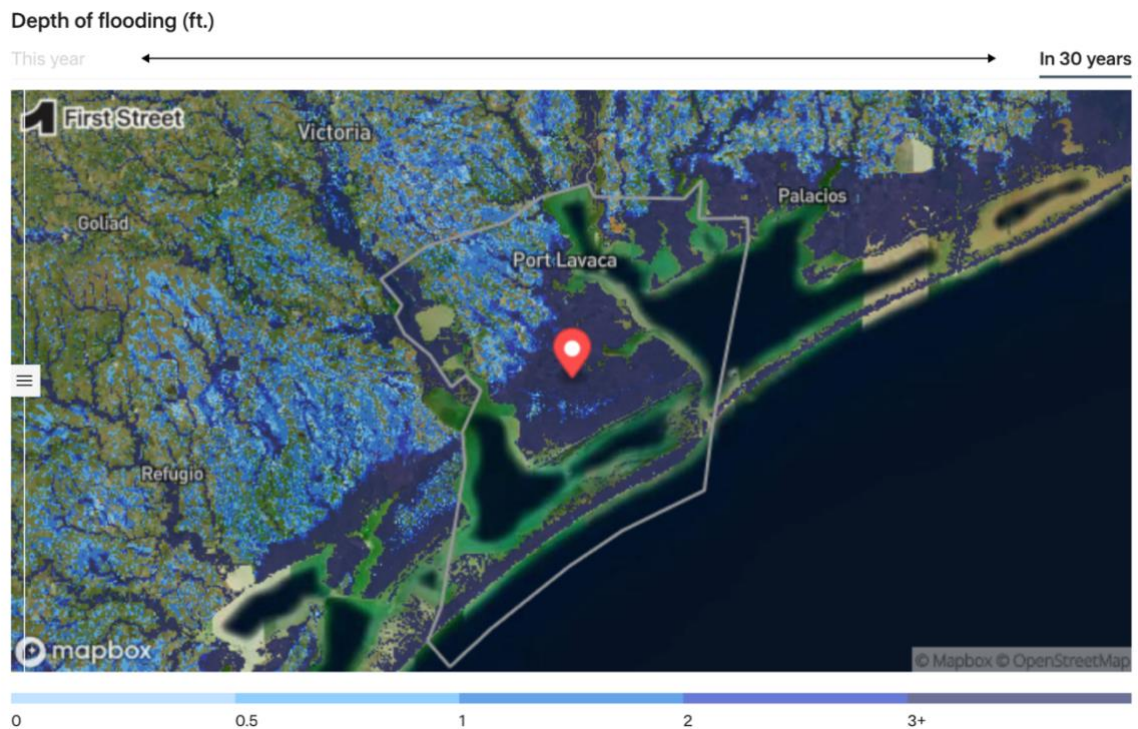 Depth of flooding (ft.)
This year In 30 years
First Street
Victoria
Palacios
Goliad
Port Lavaca
Refugio
mapbox
© Mapbox © OpenStreetMap
0 0.5 1 2 3+